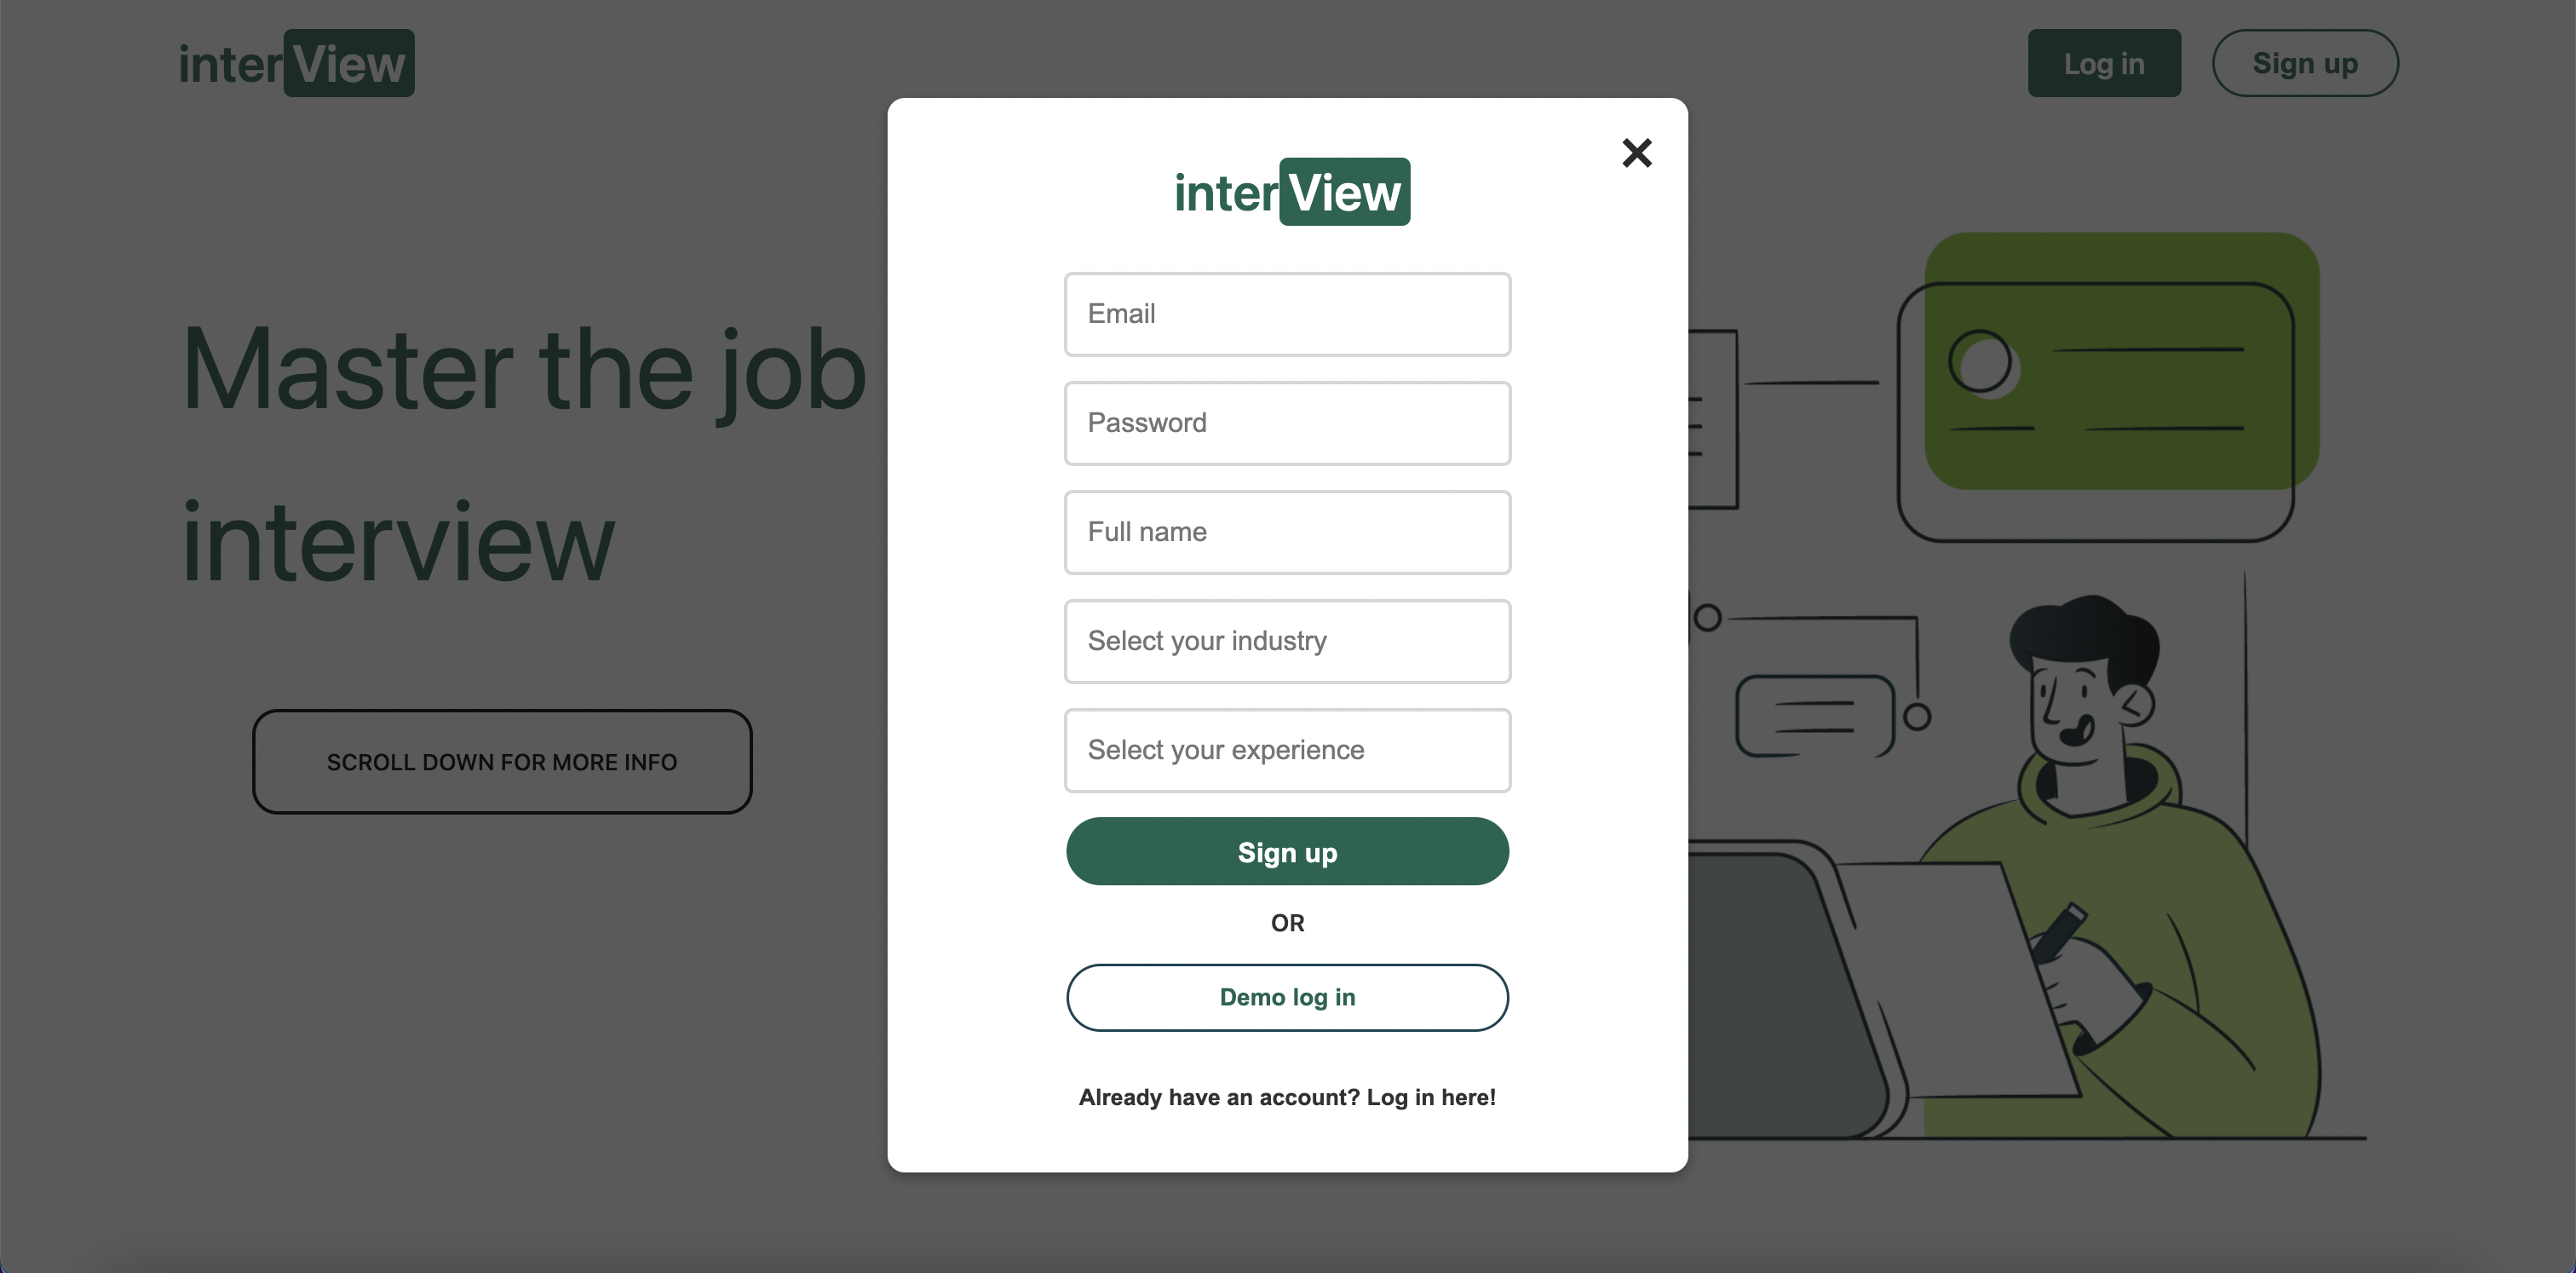 interView
Log in
Sign up
Master the job
interview
SCROLL DOWN FOR MORE INFO
interView
Email
Password
Full name
Select your industry
Select your experience
Sign up
OR
Demo log in
Already have an account? Log in here!